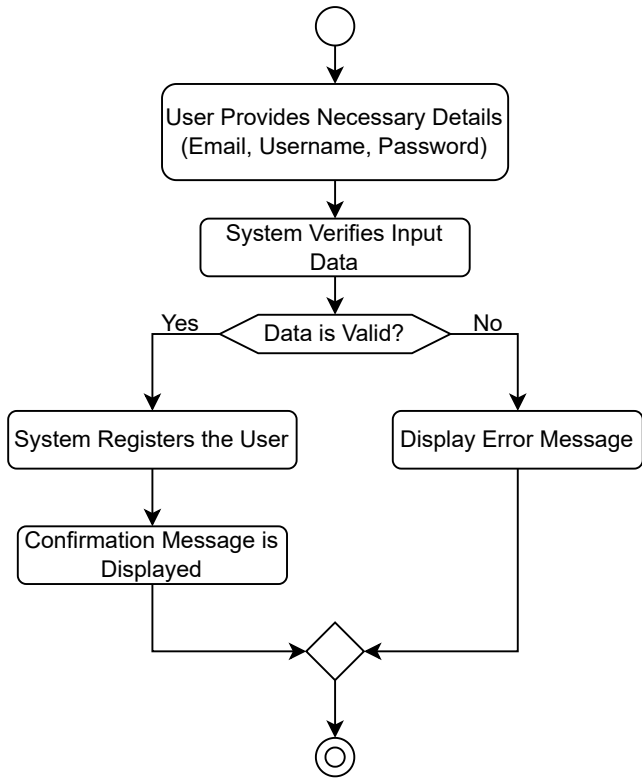 User Provides Necessary Details
(Email, Username, Password)
System Verifies Input
Data
Data is Valid?
Yes
No
System Registers the User
Display Error Message
Confirmation Message is
Displayed